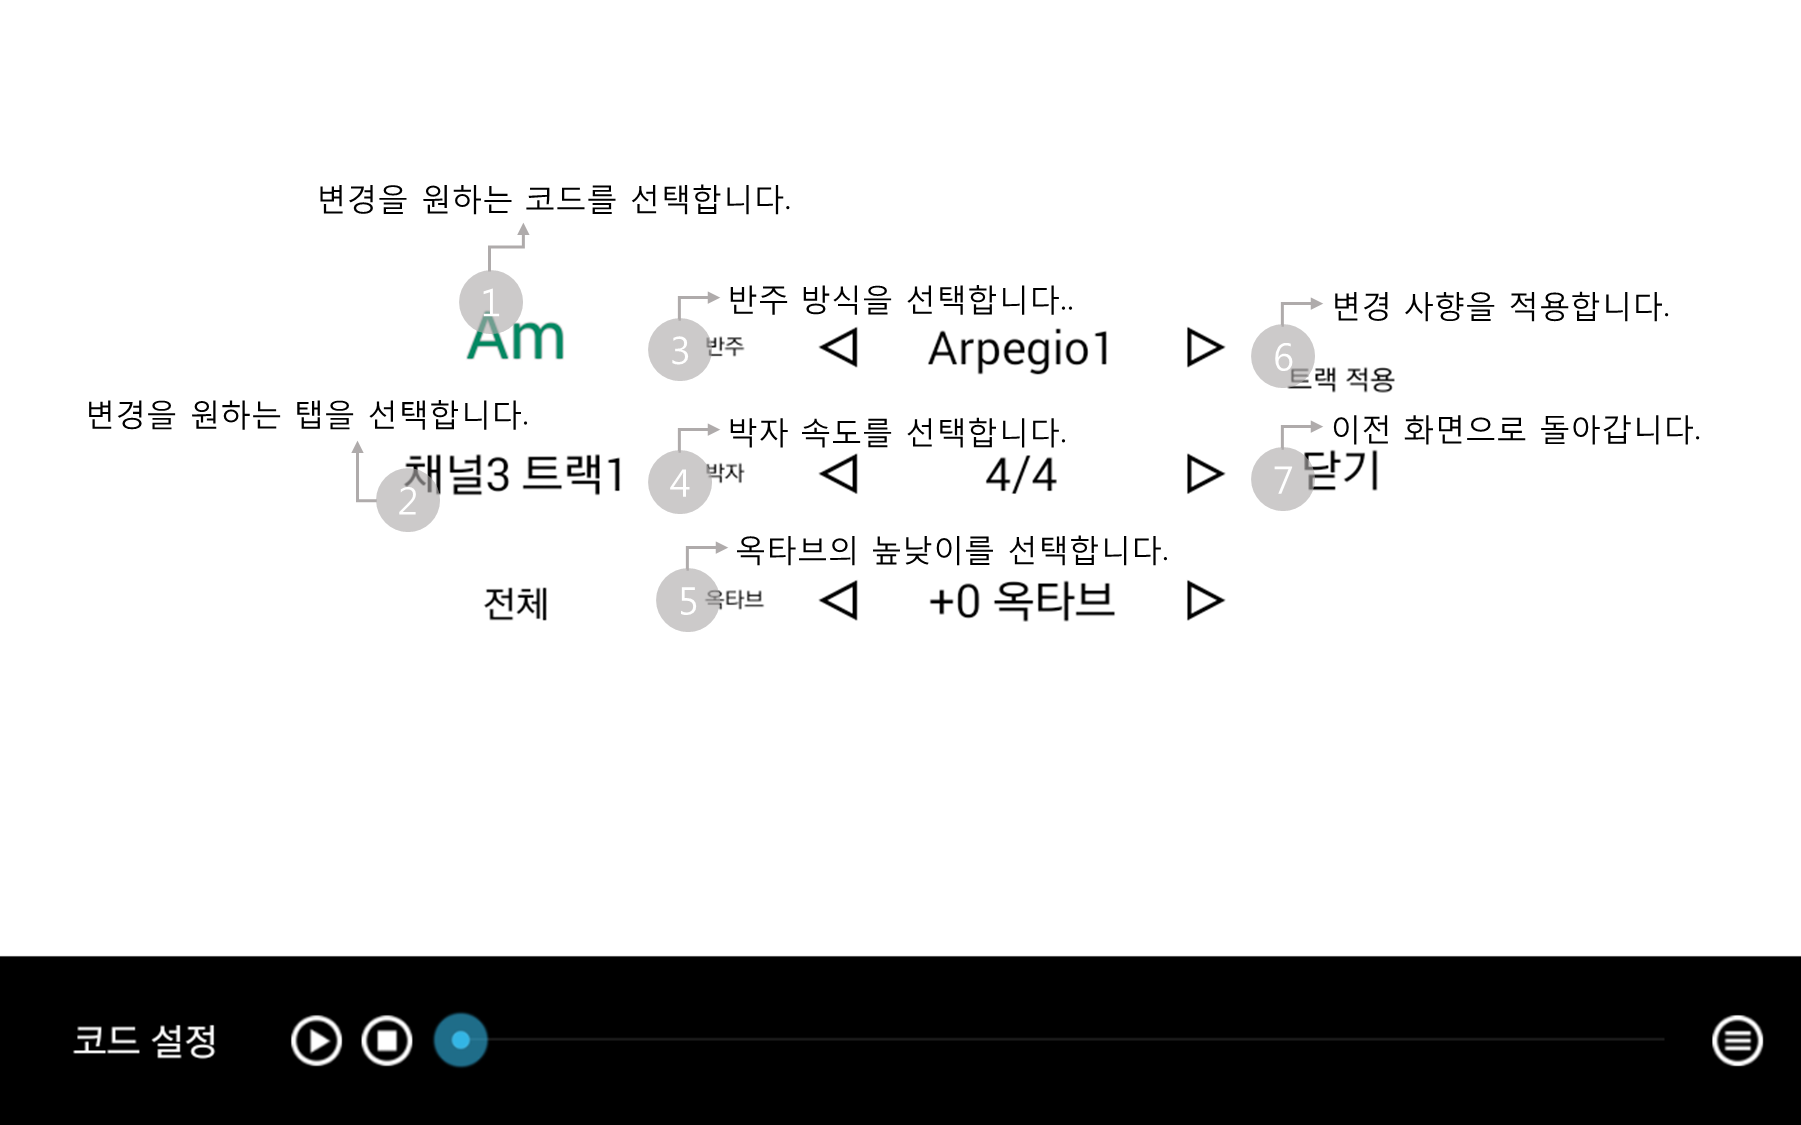 변경을 원하는 코드를 선택합니다.
1
Am
3
반주
반주 방식을 선택합니다..
Arpegio1
6
변경 사항을 적용합니다.
트랙 적용
변경을 원하는 탭을 선택합니다.
2
채널3 트랙1
4
박자
박자 속도를 선택합니다.
4/4
7
이전 화면으로 돌아갑니다.
닫기
전체
5
옥타브
옥타브의 높낮이를 선택합니다.
+0 옥타브
코드 설정